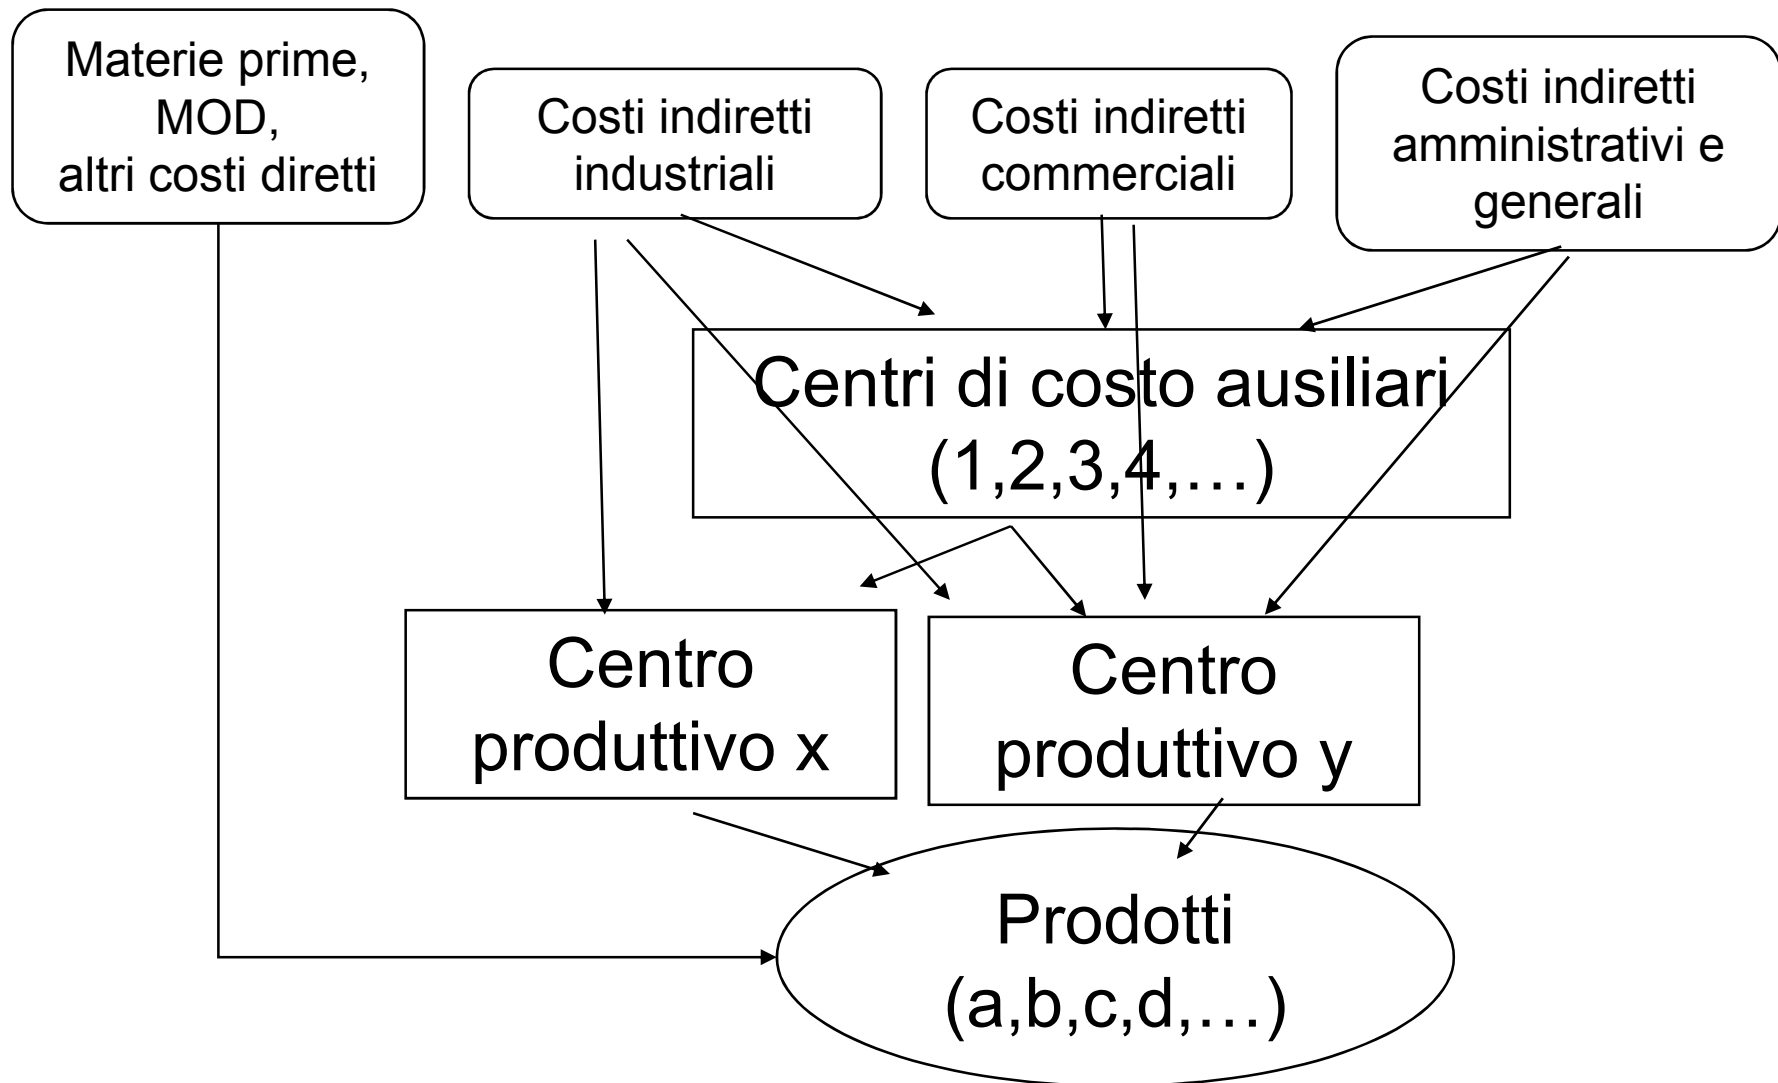 Materie prime,
MOD,
altri costi diretti
Costi indiretti
industriali
Costi indiretti
commerciali
Costi indiretti
amministrativi e
generali
Centri di costo ausiliari
(1,2,3,4,…)
Centro
produttivo x
Centro
produttivo y
Prodotti
(a,b,c,d,…)